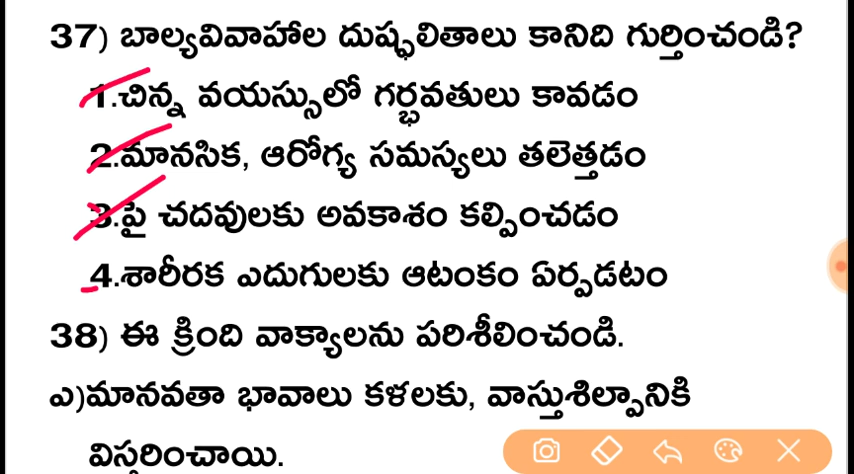 37) బాల్యవివాహాల దుష్ఫలితాలు కానిది గుర్తించండి?
1.చిన్న వయస్సులో గర్భవతులు కావడం
2.మానసిక, ఆరోగ్య సమస్యలు తలెత్తడం
3.పై చదవులకు అవకాశం కల్పించడం
4.శారీరక ఎదుగులకు ఆటంకం ఏర్పడటం
38) ఈ క్రింది వాక్యాలను పరిశీలించండి.
ఎ)మానవతా భావాలు కళలకు, వాస్తుశిల్పానికి
విస్తరించాయి.